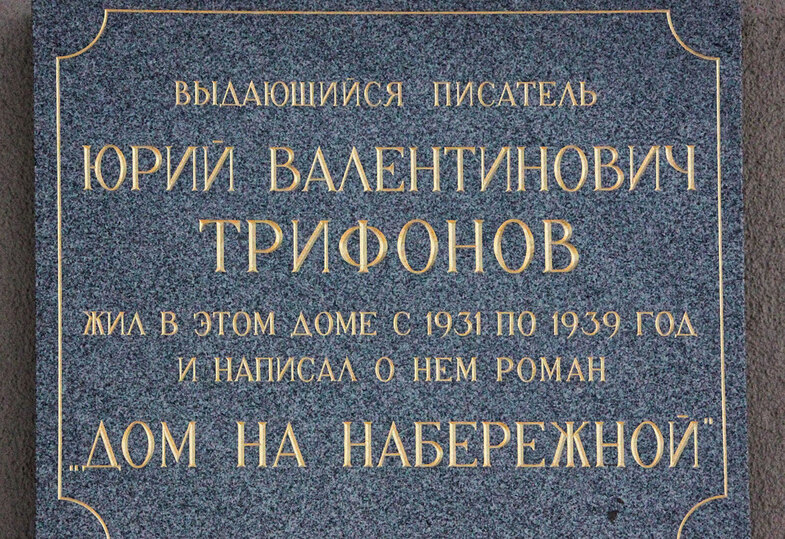 ВЫДАЮЩИЙСЯ ПИСАТЕЛЬ
ЮРИЙ ВАЛЕНТИНОВИЧ
ТРИФОНОВ
ЖИЛ В ЭТОМ ДОМЕ С 1931 ПО 1939 ГОД
И НАПИСАЛ О НЕМ РОМАН
„ДОМ НА НАБЕРЕЖНОЙ"